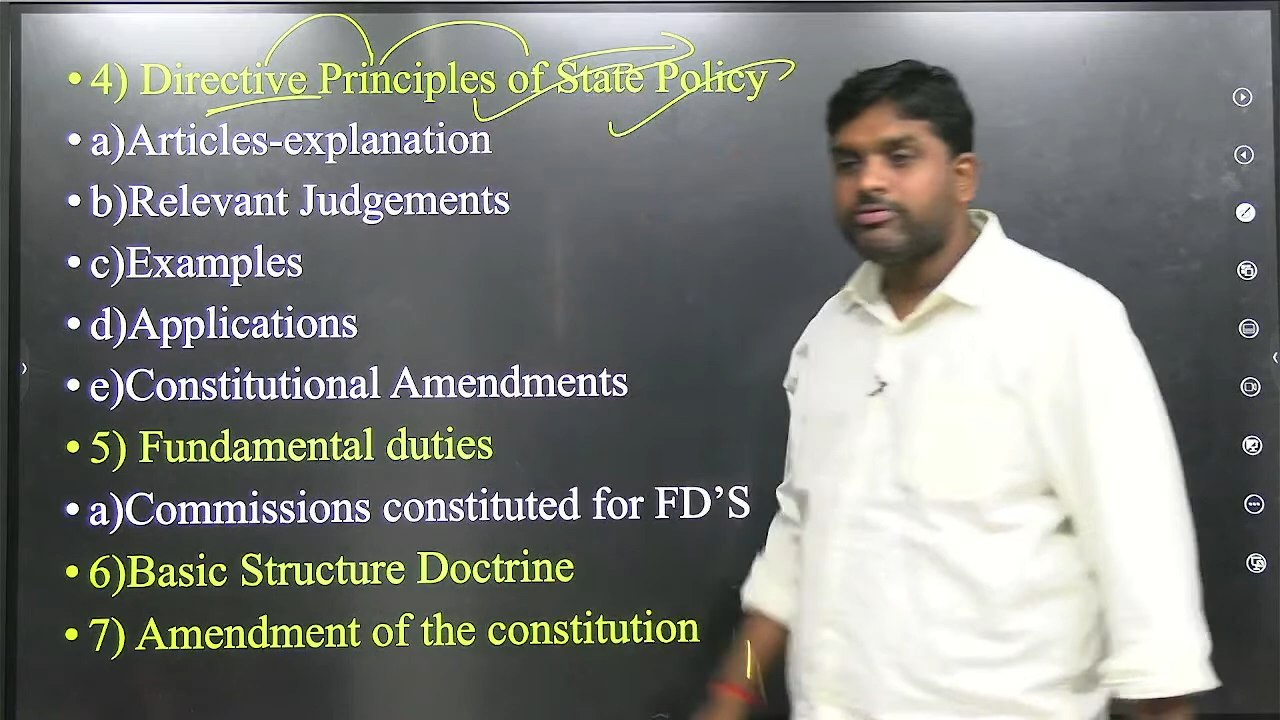 • 4) Directive Principles of State Policy
• a)Articles-explanation
• b)Relevant Judgements
• c)Examples
• d)Applications
• e)Constitutional Amendments
• 5) Fundamental duties
• a)Commissions constituted for FD'S
• 6)Basic Structure Doctrine
• 7) Amendment of the constitution